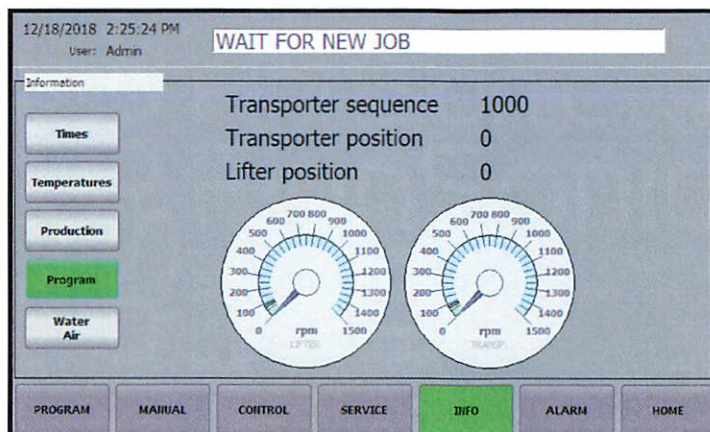 12/18/2018 2:25:24 PM
User: Admin
WAIT FOR NEW JOB
Information
Times
Temperatures
Production
Program
Water
Air
Transporter sequence 1000
Transporter position 0
Lifter position 0
0
100
200
300
400
500
600
700
800
900
1000
1100
1200
1300
1400
1500
rpm
LIFTER
0
100
200
300
400
500
600
700
800
900
1000
1100
1200
1300
1400
1500
rpm
TRANSP.
PROGRAM
MANUAL
CONTROL
SERVICE
INFO
ALARM
HOME